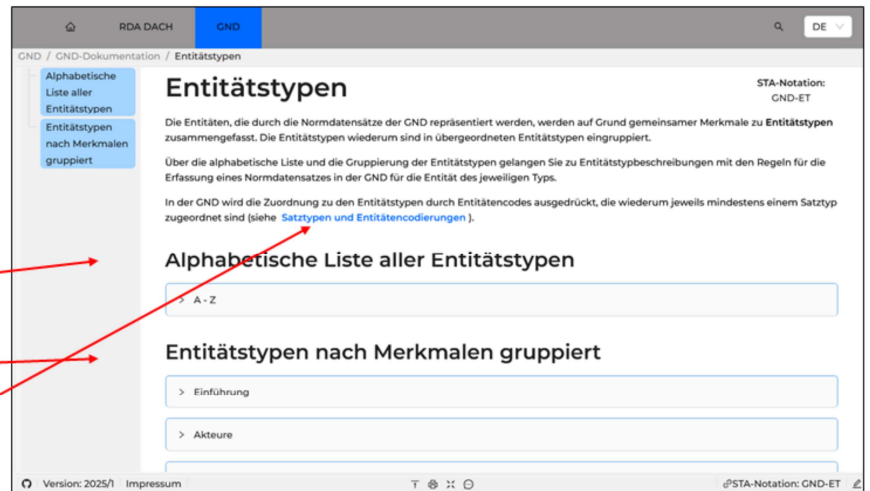 RDA DACH GND DE
GND / GND-Dokumentation / Entitätstypen
Alphabetische
Liste aller
Entitätstypen
Entitätstypen
nach Merkmalen
gruppiert
Entitätstypen
STA-Notation:
GND-ET
Die Entitäten, die durch die Normdatensätze der GND repräsentiert werden, werden auf Grund gemeinsamer Merkmale zu Entitätstypen
zusammengefasst. Die Entitätstypen wiederum sind in übergeordneten Entitätstypen eingruppiert.
Über die alphabetische Liste und die Gruppierung der Entitätstypen gelangen Sie zu Entitätstypbeschreibungen mit den Regeln für die
Erfassung eines Normdatensatzes in der GND für die Entität des jeweiligen Typs.
In der GND wird die Zuordnung zu den Entitätstypen durch Entitätencodes ausgedrückt, die wiederum jeweils mindestens einem Satztyp
zugeordnet sind (siehe Satztypen und Entitätencodierungen ).
Alphabetische Liste aller Entitätstypen
> A - Z
Entitätstypen nach Merkmalen gruppiert
> Einführung
> Akteure
Version: 2025/1 Impressum STA-Notation: GND-ET